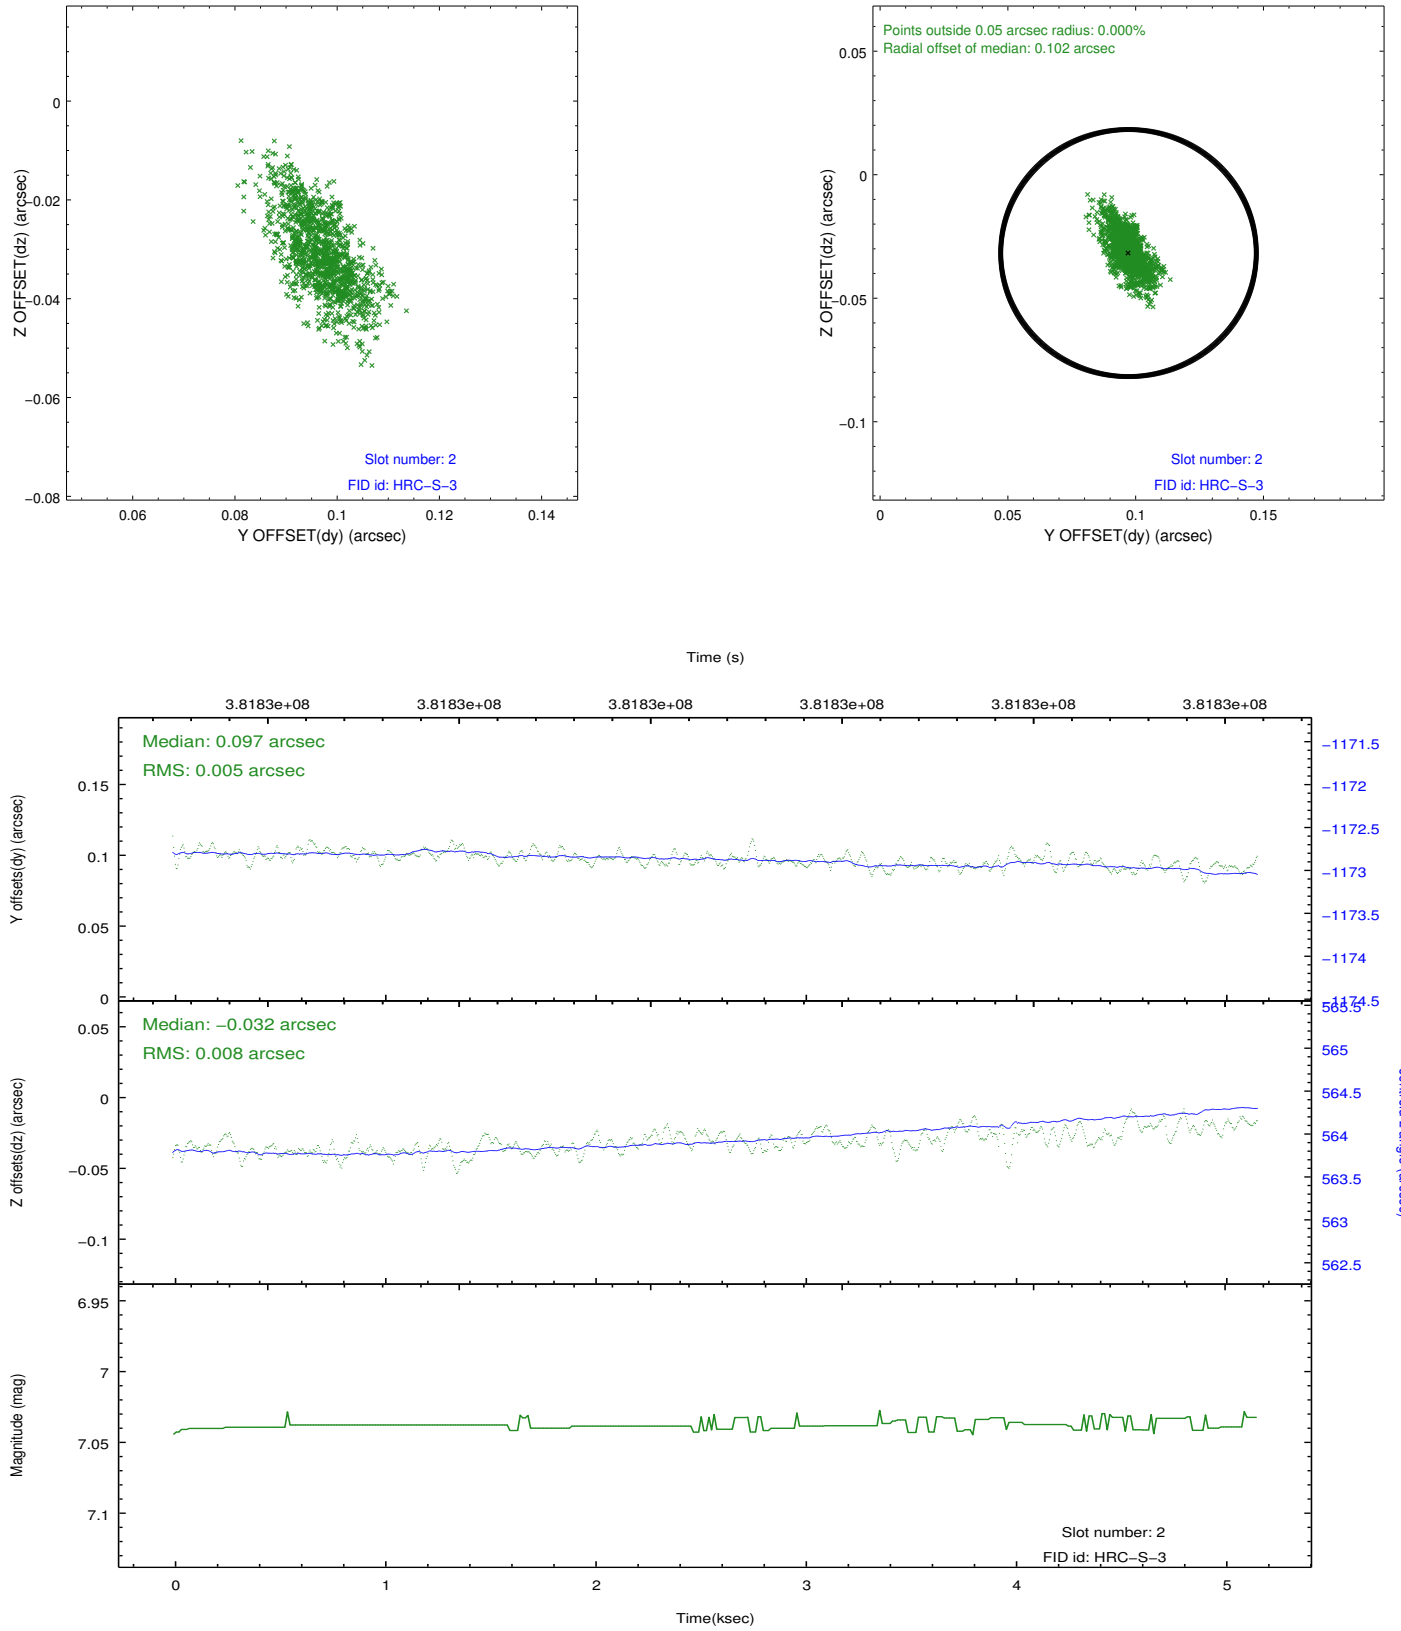 0
−0.02
−0.04
−0.06
−0.08
Z OFFSET(dz) (arcsec)
Slot number: 2
FID id: HRC−S−3
0.06 0.08 0.1 0.12 0.14
Y OFFSET(dy) (arcsec)
Points outside 0.05 arcsec radius: 0.000%
Radial offset of median: 0.102 arcsec
0.05
0
−0.05
−0.1
Z OFFSET(dz) (arcsec)
Slot number: 2
FID id: HRC−S−3
0 0.05 0.1 0.15
Y OFFSET(dy) (arcsec)
Time (s)
3.8183e+08 3.8183e+08 3.8183e+08 3.8183e+08 3.8183e+08 3.8183e+08
Median: 0.097 arcsec
RMS: 0.005 arcsec
0.15
0.1
0.05
0
Y offsets(dy) (arcsec)
−1171.5
−1172
−1172.5
−1173
−1173.5
−1174
−1174.5
Median: −0.032 arcsec
RMS: 0.008 arcsec
0.05
0
−0.05
−0.1
Z offsets(dz) (arcsec)
565.5
565
564.5
564
563.5
563
562.5
6.95
7
7.05
7.1
Magnitude (mag)
Slot number: 2
FID id: HRC−S−3
0 1 2 3 4 5
Time(ksec)